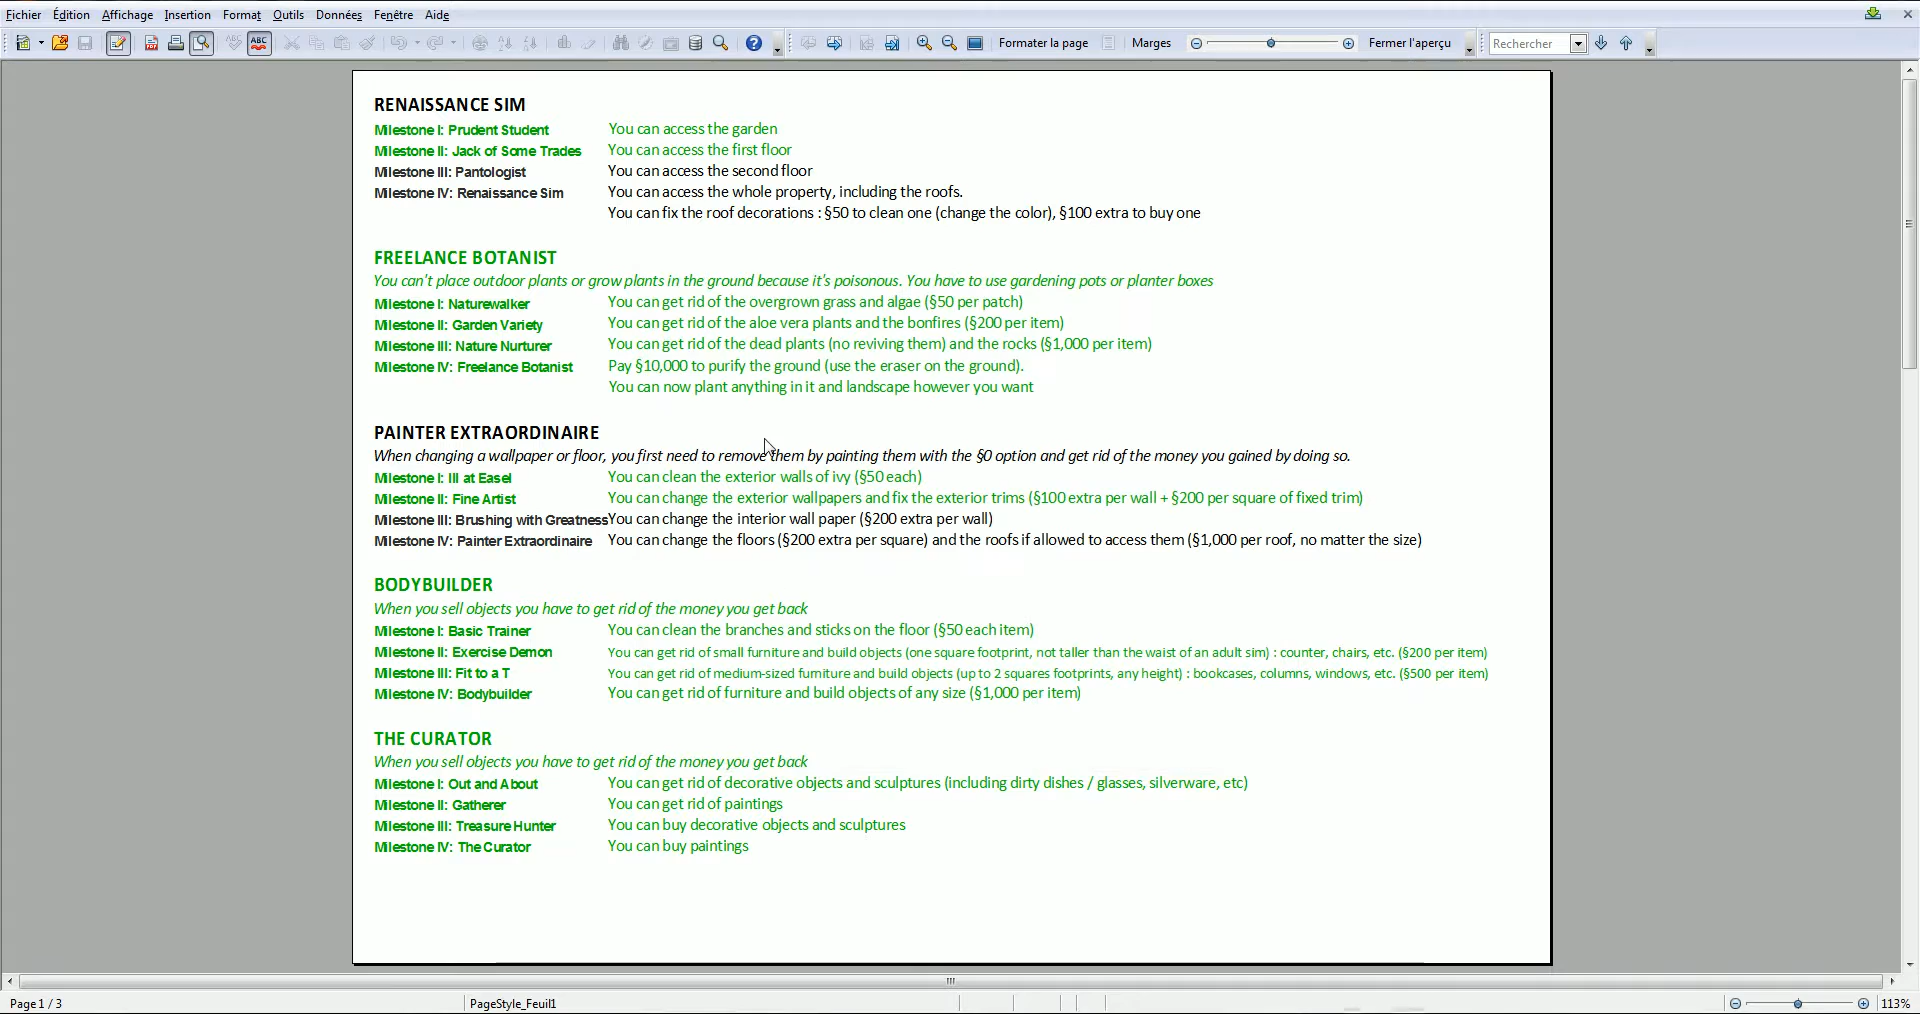 Fichier Édition Affichage Insertion Format Outils Données Fenêtre Aide
Formater la page Marges Fermer l'aperçu Rechercher
RENAISSANCE SIM
Milestone I: Prudent Student You can access the garden
Milestone II: Jack of Some Trades You can access the first floor
Milestone III: Pantologist You can access the second floor
Milestone IV: Renaissance Sim You can access the whole property, including the roofs.
You can fix the roof decorations : §50 to clean one (change the color), §100 extra to buy one
FREELANCE BOTANIST
You can't place outdoor plants or grow plants in the ground because it's poisonous. You have to use gardening pots or planter boxes
Milestone I: Naturewalker You can get rid of the overgrown grass and algae (§50 per patch)
Milestone II: Garden Variety You can get rid of the aloe vera plants and the bonfires (§200 per item)
Milestone III: Nature Nurturer You can get rid of the dead plants (no reviving them) and the rocks (§1,000 per item)
Milestone IV: Freelance Botanist Pay §10,000 to purify the ground (use the eraser on the ground).
You can now plant anything in it and landscape however you want
PAINTER EXTRAORDINAIRE
When changing a wallpaper or floor, you first need to remove them by painting them with the §0 option and get rid of the money you gained by doing so.
Milestone I: Ill at Easel You can clean the exterior walls of ivy (§50 each)
Milestone II: Fine Artist You can change the exterior wallpapers and fix the exterior trims (§100 extra per wall + §200 per square of fixed trim)
Milestone III: Brushing with Greatness You can change the interior wall paper (§200 extra per wall)
Milestone IV: Painter Extraordinaire You can change the floors (§200 extra per square) and the roofs if allowed to access them (§1,000 per roof, no matter the size)
BODYBUILDER
When you sell objects you have to get rid of the money you get back
Milestone I: Basic Trainer You can clean the branches and sticks on the floor (§50 each item)
Milestone II: Exercise Demon You can get rid of small furniture and build objects (one square footprint, not taller than the waist of an adult sim) : counter, chairs, etc. (§200 per item)
Milestone III: Fit to a T You can get rid of medium-sized furniture and build objects (up to 2 squares footprints, any height) : bookcases, columns, windows, etc. (§500 per item)
Milestone IV: Bodybuilder You can get rid of furniture and build objects of any size (§1,000 per item)
THE CURATOR
When you sell objects you have to get rid of the money you get back
Milestone I: Out and About You can get rid of decorative objects and sculptures (including dirty dishes / glasses, silverware, etc)
Milestone II: Gatherer You can get rid of paintings
Milestone III: Treasure Hunter You can buy decorative objects and sculptures
Milestone IV: The Curator You can buy paintings
Page 1 / 3 PageStyle_Feuil1 113%